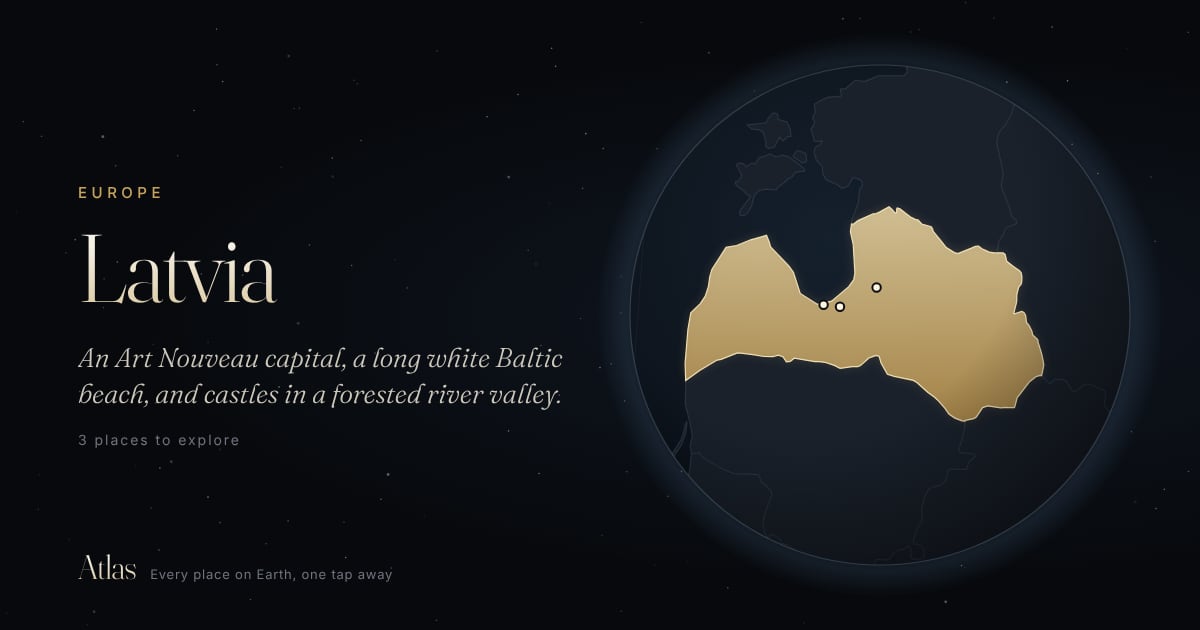 EUROPE
Latvia
An Art Nouveau capital, a long white Baltic
beach, and castles in a forested river valley.
3 places to explore
Atlas Every place on Earth, one tap away